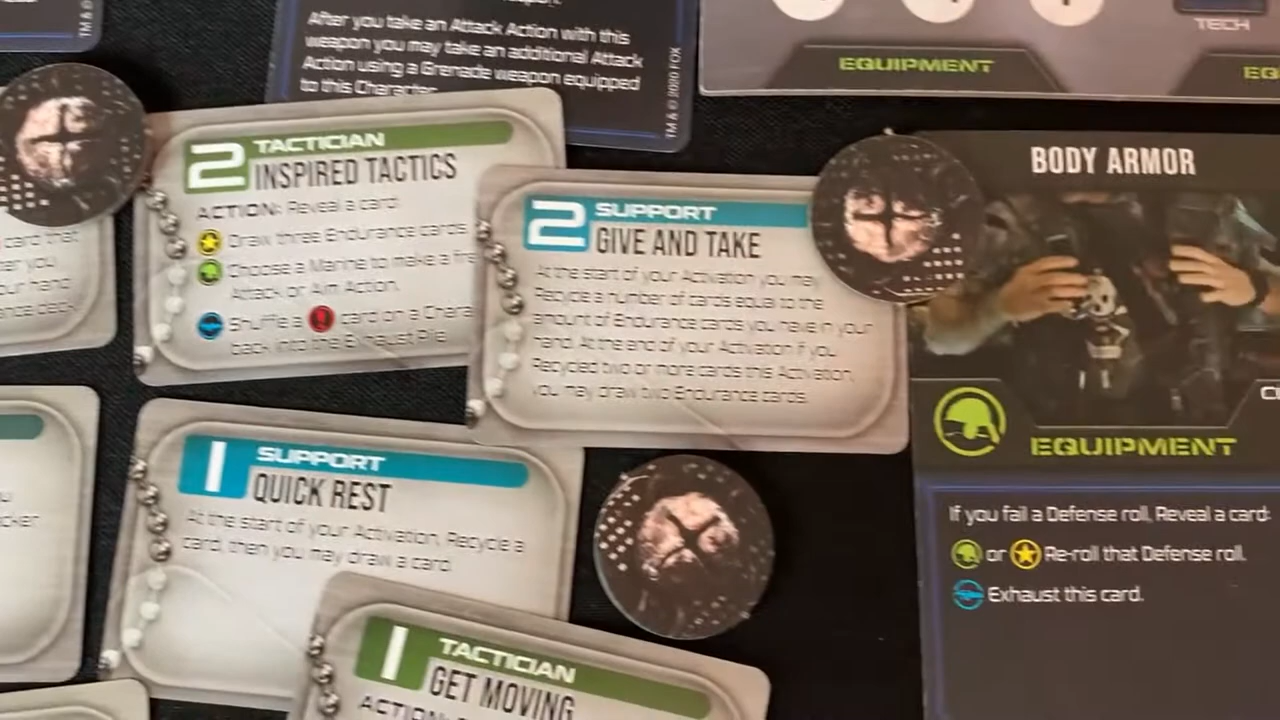 After you take an Attack Action with this
weapon you may take an additional Attack
Action using a Grenade weapon equipped
to this Character.
TM & © 2020 FOX
TECH
EQUIPMENT
card that
your hand
2
TACTICIAN
INSPIRED TACTICS
ACTION: Reveal a card:
Draw three Endurance cards
Choose a Marine to make a
Attack or Aim Action.
Shuffle a card on a
back into the Exhaust Pile
2
SUPPORT
GIVE AND TAKE
At the start of your Activation you may
Recycle a number of cards equal to the
amount of Endurance cards you have in your
hand. At the end of your Activation if you
Recycled two or more cards this Activation,
you may draw two Endurance cards.
BODY ARMOR
EQUIPMENT
If you fail a Defense roll, Reveal a card:
or Re-roll that Defense roll.
Exhaust this card.
1
SUPPORT
QUICK REST
At the start of your Activation, Recycle a
card, then you may draw a card.
1
TACTICIAN
GET MOVING
ACTION: